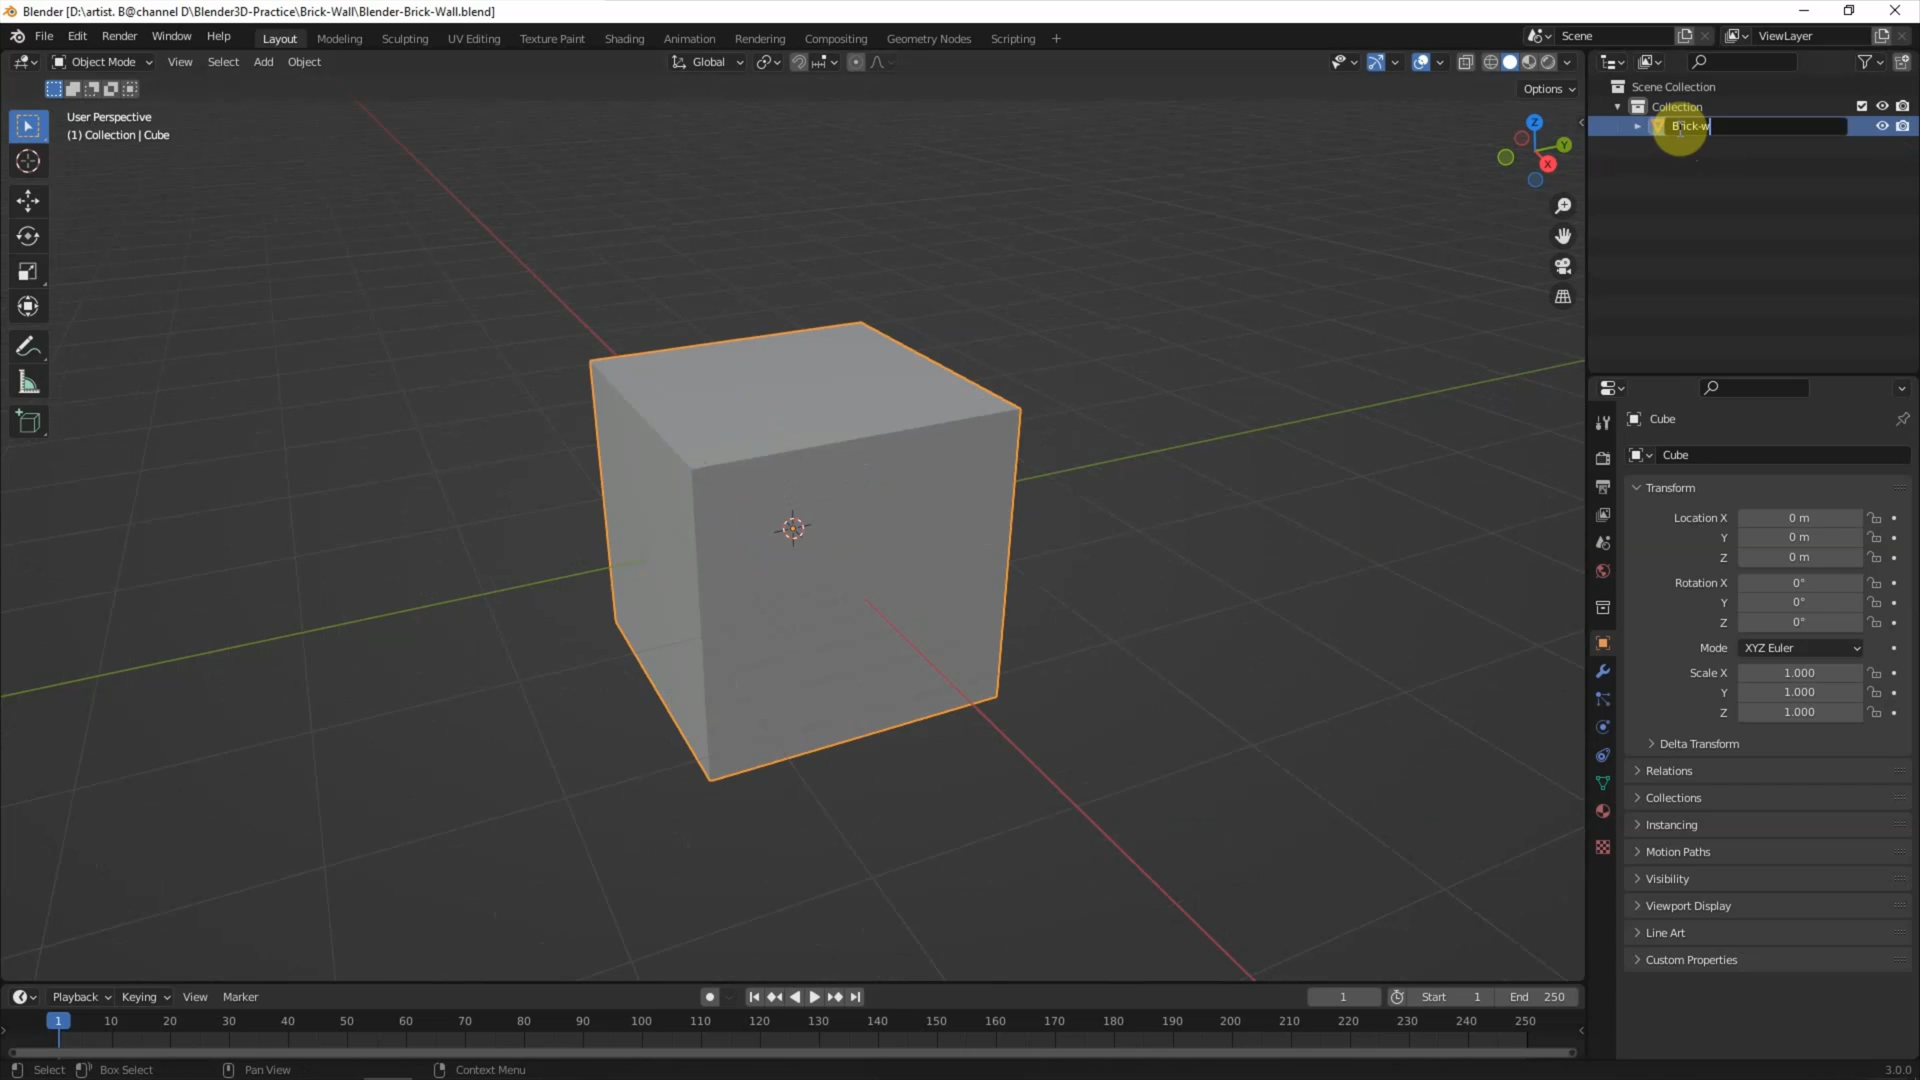 Blender [D:\artist. B@channel D\Blender3D-Practice\Brick-Wall\Blender-Brick-Wall.blend]
File Edit Render Window Help
Layout Modeling Sculpting UV Editing Texture Paint Shading Animation Rendering Compositing Geometry Nodes Scripting +
Scene
ViewLayer
Object Mode View Select Add Object
Global
Options
User Perspective
(1) Collection | Cube
Z
Y
X
Scene Collection
Collection
Brick-w
Cube
Cube
Transform
Location X 0 m
Y 0 m
Z 0 m
Rotation X 0°
Y 0°
Z 0°
Mode XYZ Euler
Scale X 1.000
Y 1.000
Z 1.000
Delta Transform
Relations
Collections
Instancing
Motion Paths
Visibility
Viewport Display
Line Art
Custom Properties
Playback Keying View Marker
1 Start 1 End 250
1 10 20 30 40 50 60 70 80 90 100 110 120 130 140 150 160 170 180 190 200 210 220 230 240 250
Select Box Select Pan View Context Menu
3.0.0